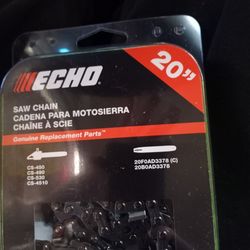 ECHO
20"
SAW CHAIN
CADENA PARA MOTOSIERRA
CHAÎNE À SCIE
Genuine Replacement Parts™
CS-450
CS-490
CS-530
CS-4510
20F0AD3378 (C)
20B0AD3378